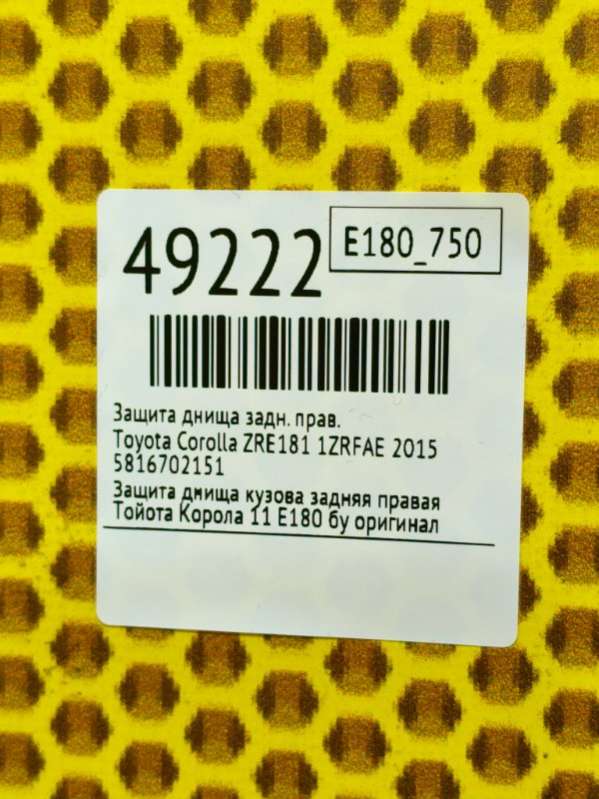 49222
E180_750
Защита днища задн. прав.
Toyota Corolla ZRE181 1ZRFAE 2015
5816702151
Защита днища кузова задняя правая
Тойота Корола 11 E180 бу оригинал